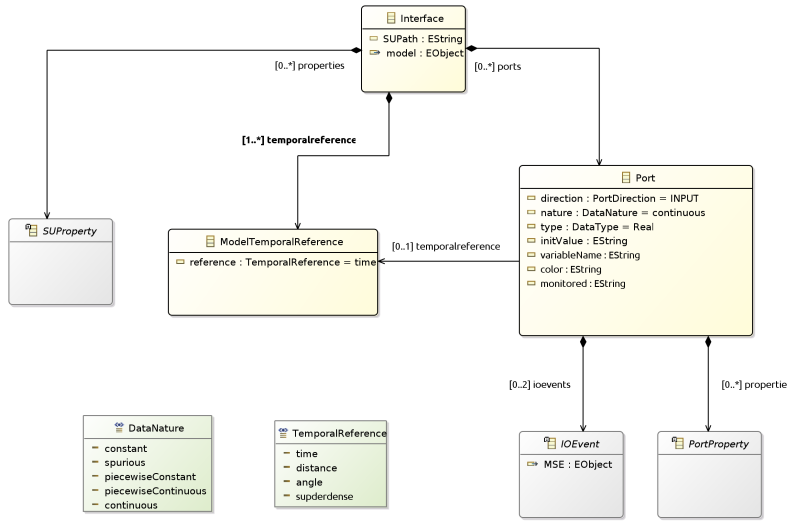 Interface
SUPath : EString
model : EObject
[0..*] properties
[0..*] ports
[1..*] temporalreference
Port
direction : PortDirection = INPUT
nature : DataNature = continuous
type : DataType = Real
initValue : EString
variableName : EString
color : EString
monitored : EString
SUProperty
ModelTemporalReference
reference : TemporalReference = time
[0..1] temporalreference
[0..2] ioevents
[0..*] propertie
DataNature
constant
spurious
piecewiseConstant
piecewiseContinuous
continuous
TemporalReference
time
distance
angle
supderdense
IOEvent
MSE : EObject
PortProperty